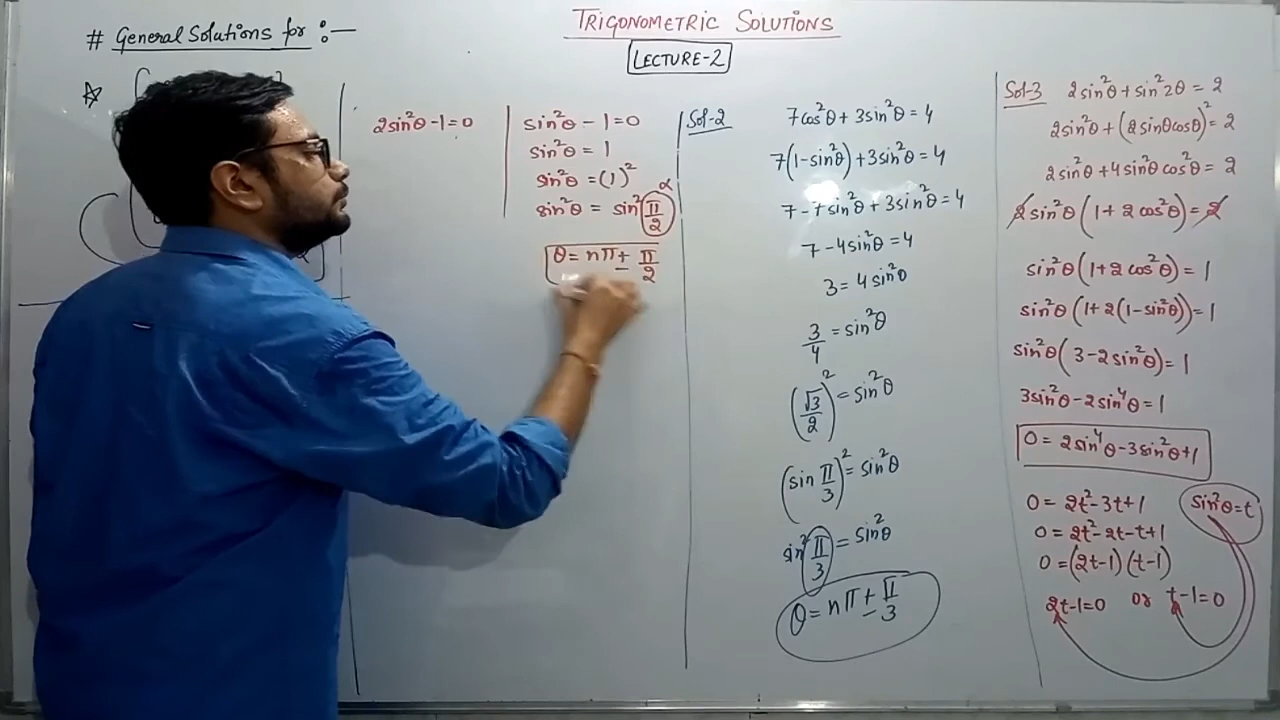 TRIGONOMETRIC SOLUTIONS
LECTURE-2
# General Solutions for :-
2sin²θ-1=0
sin²θ-1=0
sin²θ = 1
sin²θ = (1)²
sin²θ = sin² π/2 α
θ = nπ ± π/2
Sol-2
7cos²θ + 3sin²θ = 4
7(1-sin²θ)+3sin²θ = 4
7-7sin²θ+3sin²θ = 4
7-4sin²θ = 4
3 = 4sin²θ
3/4 = sin²θ
(√3/2)² = sin²θ
(sin π/3)² = sin²θ
sin² π/3 = sin²θ
θ = nπ ± π/3
Sol-3
2sin²θ + sin²2θ = 2
2sin²θ + (2sinθcosθ)² = 2
2sin²θ + 4sin²θcos²θ = 2
2sin²θ (1+2cos²θ) = 2
sin²θ (1+2cos²θ) = 1
sin²θ (1+2(1-sin²θ)) = 1
sin²θ (3-2sin²θ) = 1
3sin²θ-2sin⁴θ = 1
0 = 2sin⁴θ-3sin²θ+1
0 = 2t²-3t+1
sin²θ=t
0 = 2t²-2t-t+1
0 = (2t-1)(t-1)
2t-1=0 or t-1=0